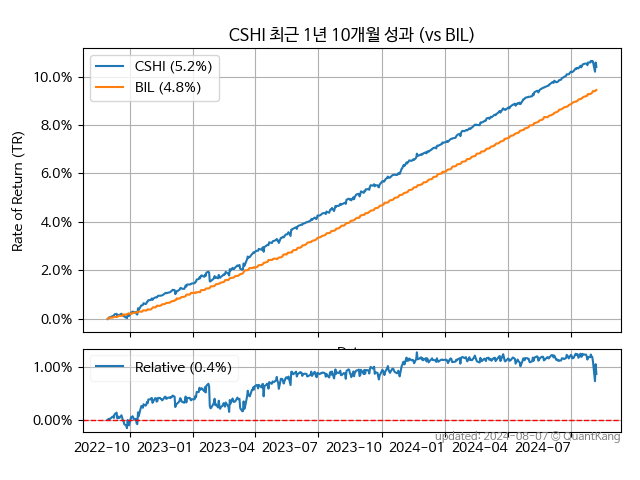 CSHI 최근 1년 10개월 성과 (vs BIL)
CSHI (5.2%)
BIL (4.8%)
Rate of Return (TR)
10.0%
8.0%
6.0%
4.0%
2.0%
0.0%
Relative (0.4%)
1.00%
0.00%
2022-10 2023-01 2023-04 2023-07 2023-10 2024-01 2024-04 2024-07
updated: 2024-08-07 © QuantKang